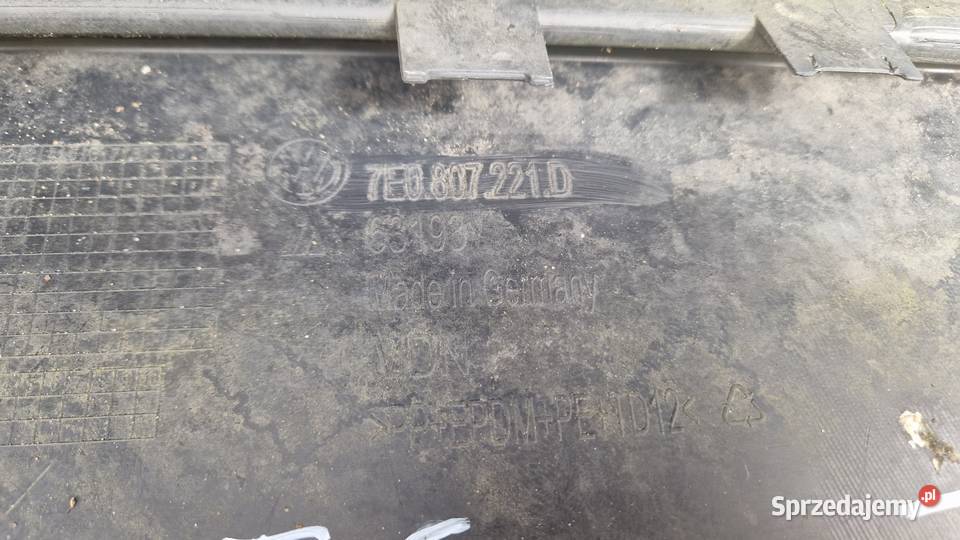 7E0.807.221.D
63193
Made in Germany
>PP+EPDM+PE-TD12<
Sprzedajemy.pl